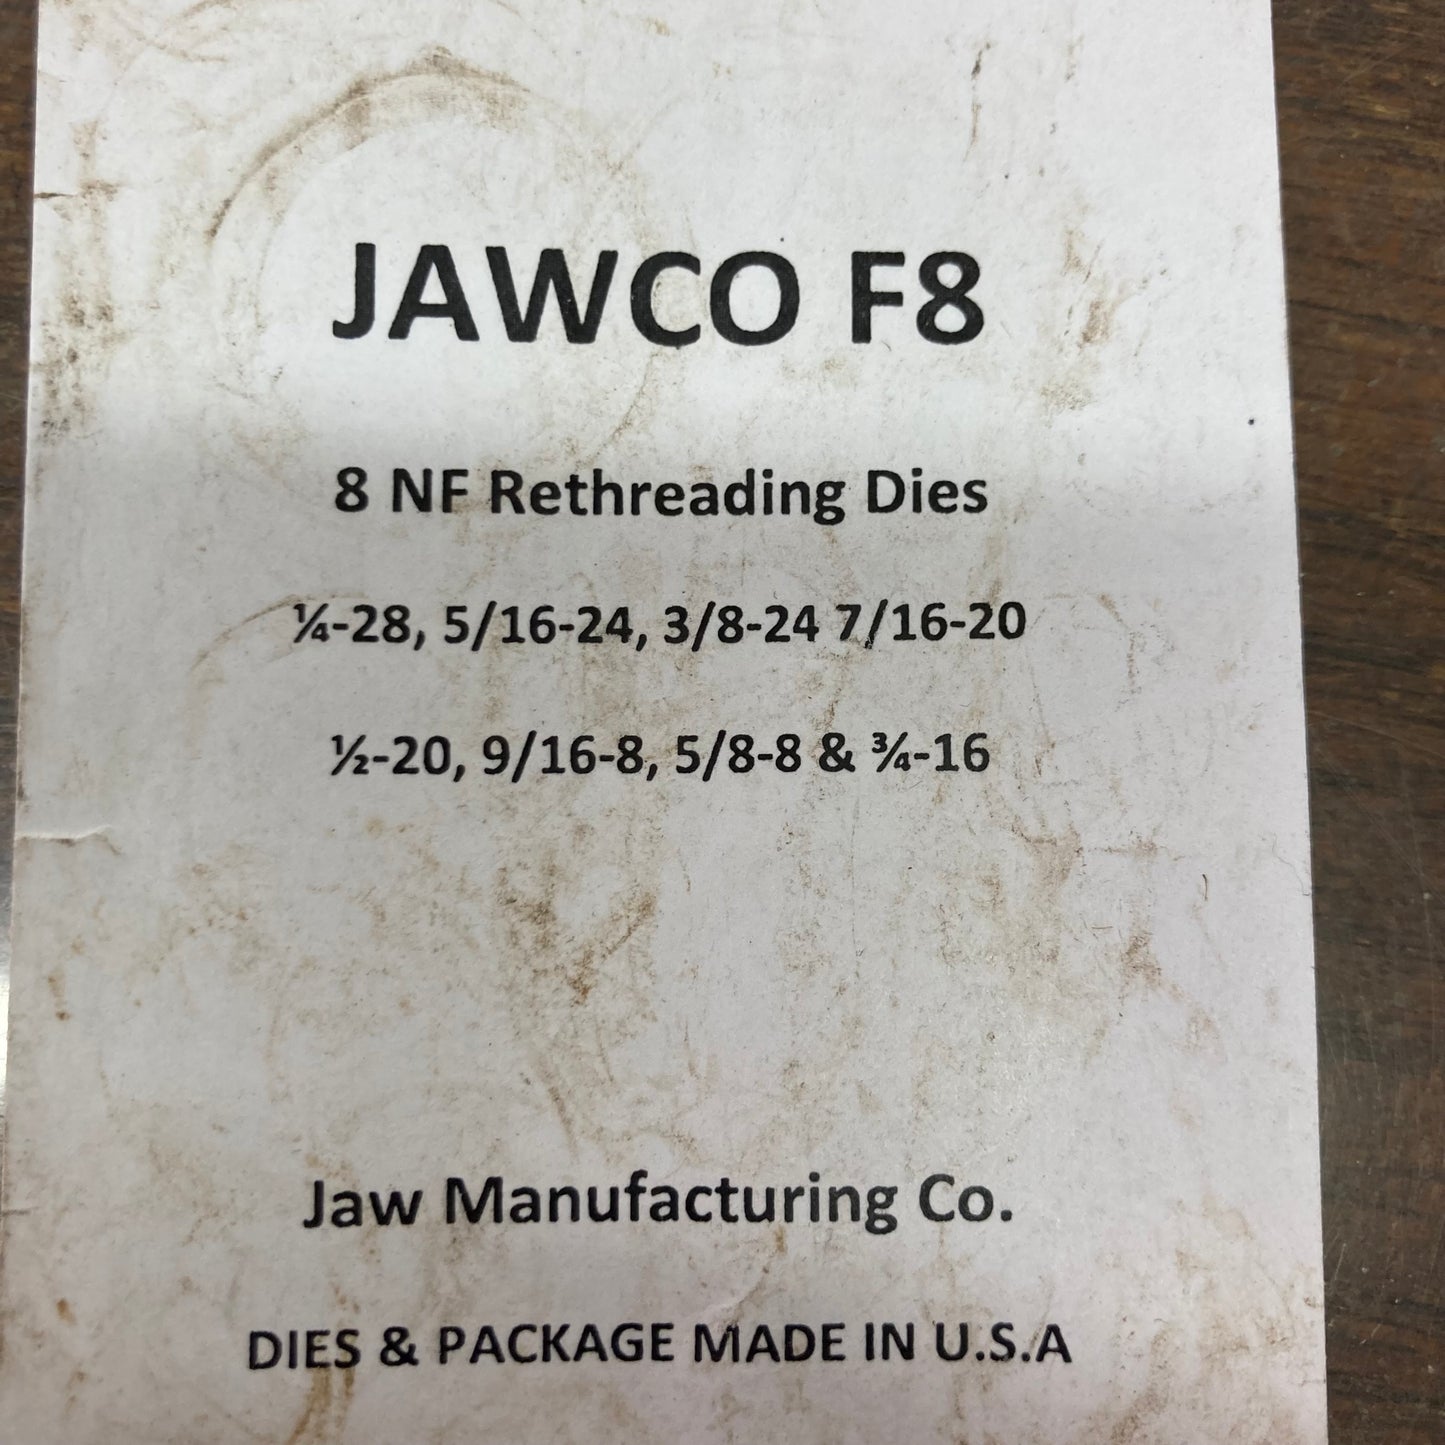 JAWCO F8
8 NF Rethreading Dies
¼-28, 5/16-24, 3/8-24 7/16-20
½-20, 9/16-8, 5/8-8 & ¾-16
Jaw Manufacturing Co.
DIES & PACKAGE MADE IN U.S.A